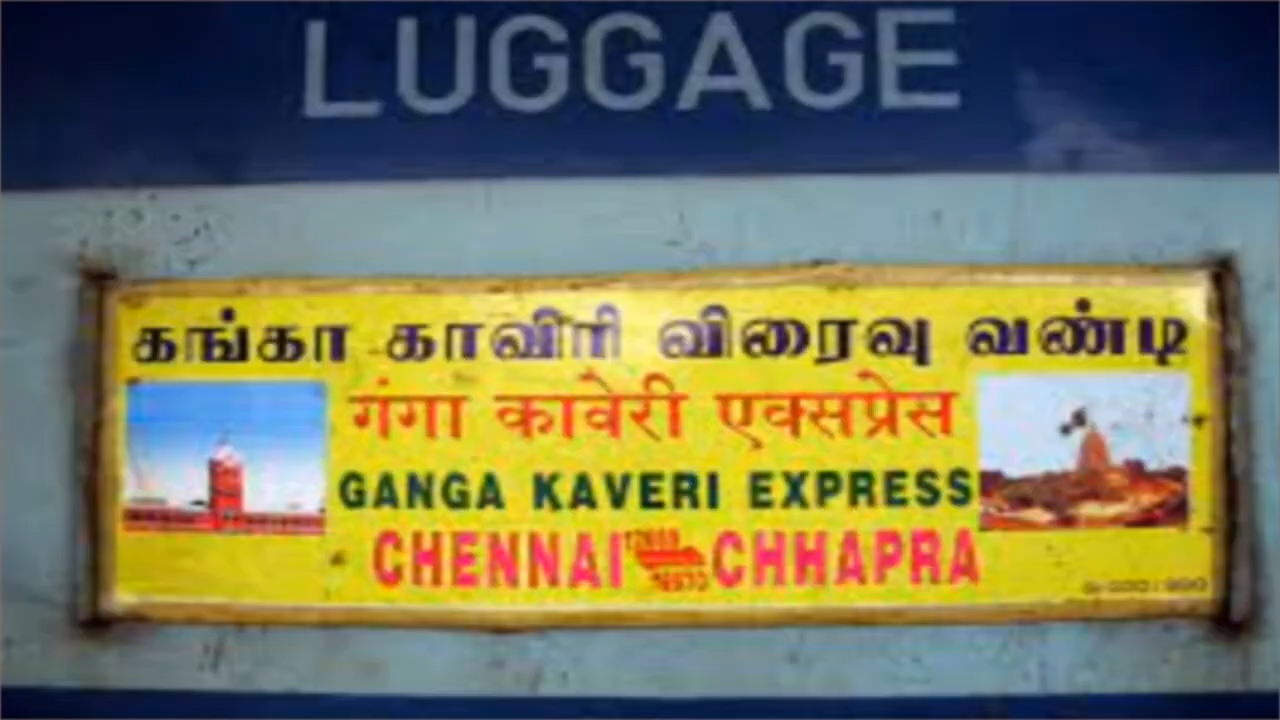 LUGGAGE
கங்கா காவிரி விரைவு வண்டி
गंगा कावेरी एक्सप्रेस
GANGA KAVERI EXPRESS
CHENNAI CHHAPRA